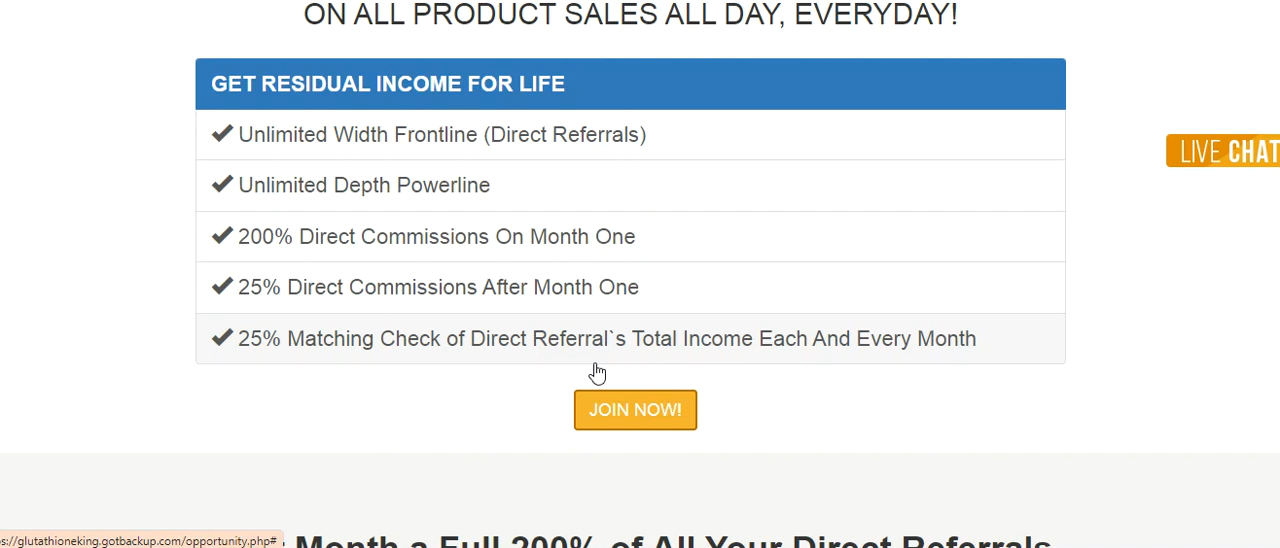 ON ALL PRODUCT SALES ALL DAY, EVERYDAY!
GET RESIDUAL INCOME FOR LIFE
Unlimited Width Frontline (Direct Referrals)
LIVE CHAT
Unlimited Depth Powerline
200% Direct Commissions On Month One
25% Direct Commissions After Month One
25% Matching Check of Direct Referral`s Total Income Each And Every Month
JOIN NOW!
Month a Full 200% of All Your Direct Referrals
s://glutathioneking.gotbackup.com/opportunity.php#